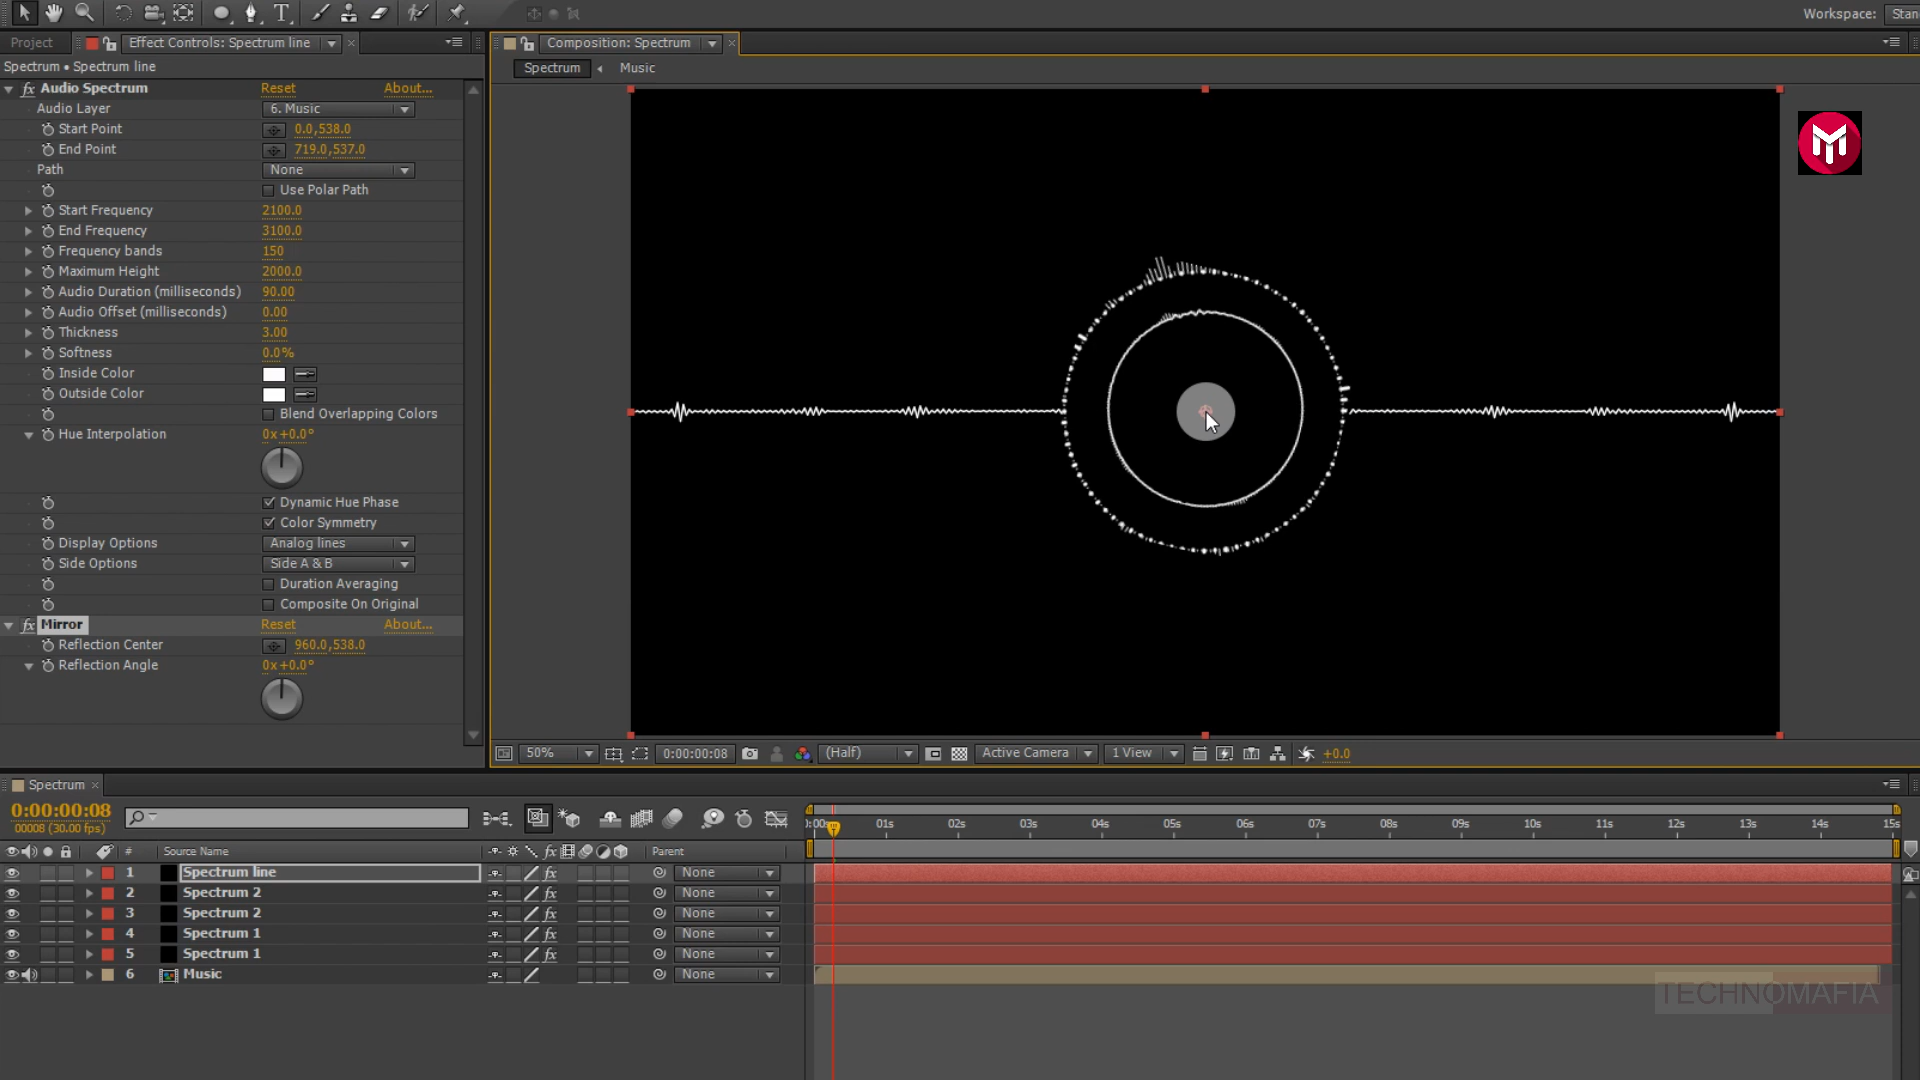 Workspace: Stan
Project Effect Controls: Spectrum line Composition: Spectrum
Spectrum • Spectrum line
Spectrum Music
fx Audio Spectrum Reset About...
Audio Layer 6. Music
Start Point 0.0,538.0
End Point 719.0,537.0
Path None
Use Polar Path
Start Frequency 2100.0
End Frequency 3100.0
Frequency bands 150
Maximum Height 2000.0
Audio Duration (milliseconds) 90.00
Audio Offset (milliseconds) 0.00
Thickness 3.00
Softness 0.0%
Inside Color
Outside Color
Blend Overlapping Colors
Hue Interpolation 0x+0.0°
Dynamic Hue Phase
Color Symmetry
Display Options Analog lines
Side Options Side A & B
Duration Averaging
Composite On Original
fx Mirror Reset About...
Reflection Center 960.0,538.0
Reflection Angle 0x+0.0°
50% 0:00:00:08 (Half) Active Camera 1 View +0.0
Spectrum
0:00:00:08
00008 (30.00 fps)
01s 02s 03s 04s 05s 06s 07s 08s 09s 10s 11s 12s 13s 14s 15s
# Source Name fx Parent
1 Spectrum line fx None
2 Spectrum 2 fx None
3 Spectrum 2 fx None
4 Spectrum 1 fx None
5 Spectrum 1 fx None
6 Music None
TECHNOMAFIA